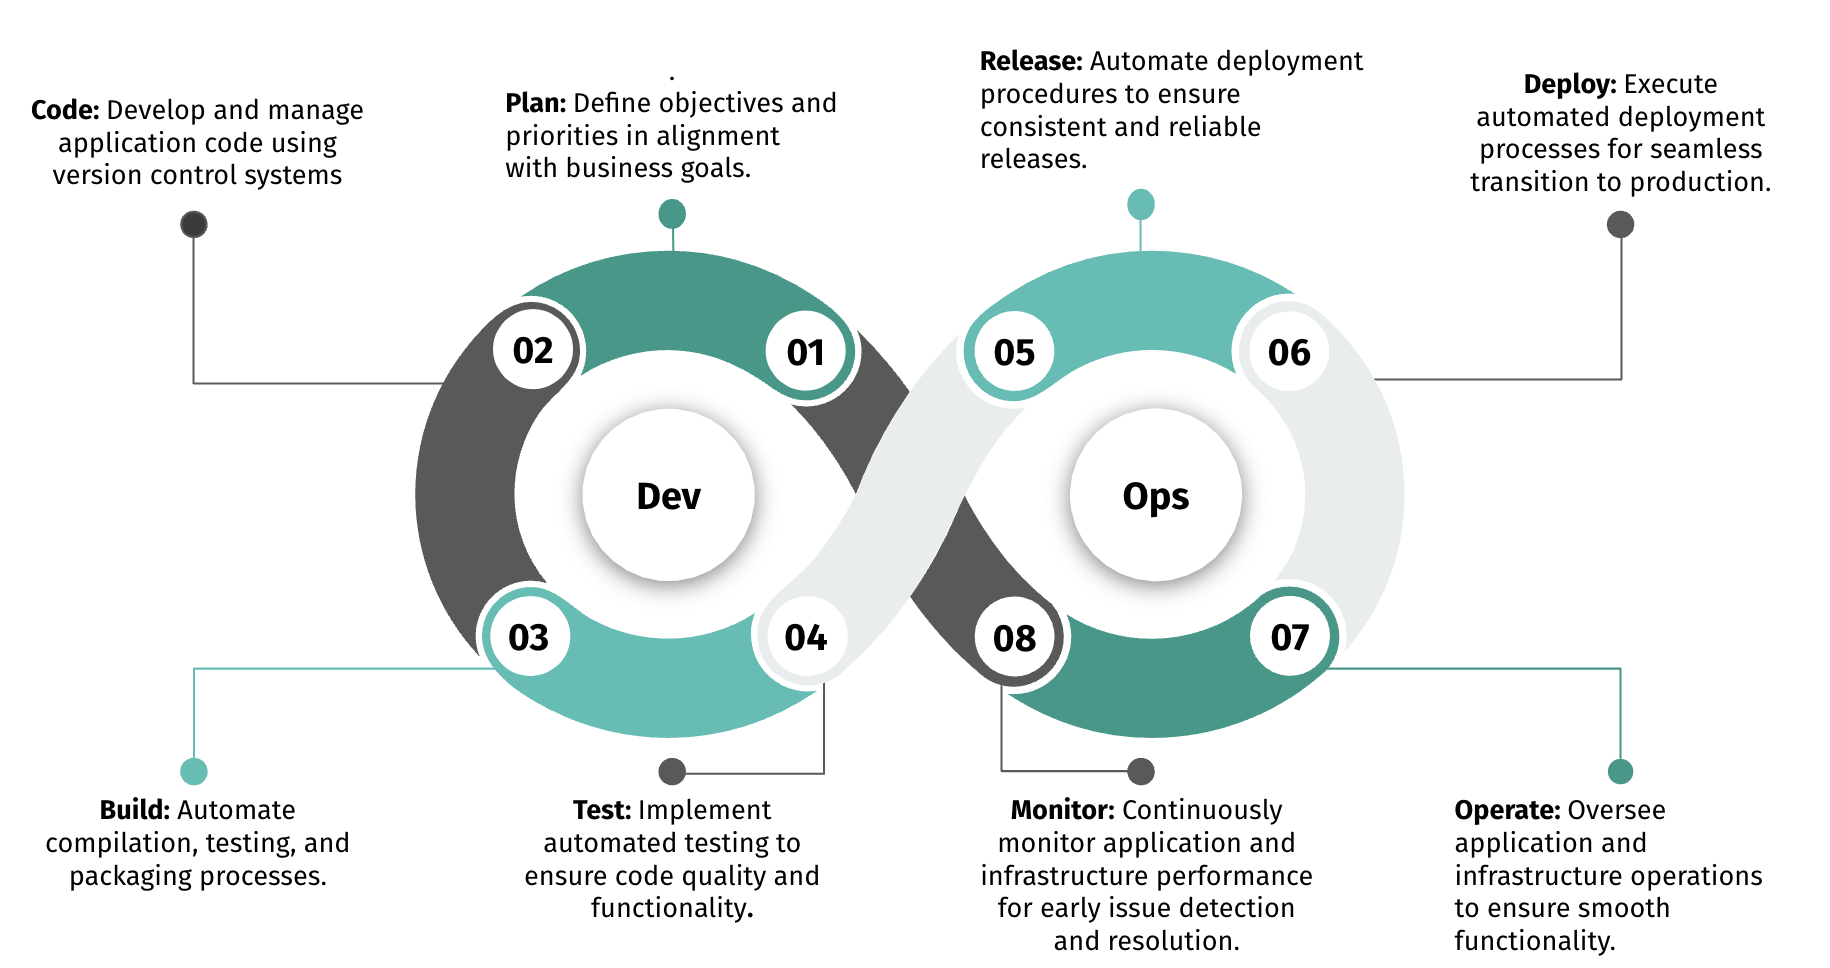 Code: Develop and manage
application code using
version control systems
.
Plan: Define objectives and
priorities in alignment
with business goals.
Release: Automate deployment
procedures to ensure
consistent and reliable
releases.
Deploy: Execute
automated deployment
processes for seamless
transition to production.
02
01
05
06
Dev
Ops
03
04
08
07
Build: Automate
compilation, testing, and
packaging processes.
Test: Implement
automated testing to
ensure code quality and
functionality.
Monitor: Continuously
monitor application and
infrastructure performance
for early issue detection
and resolution.
Operate: Oversee
application and
infrastructure operations
to ensure smooth
functionality.